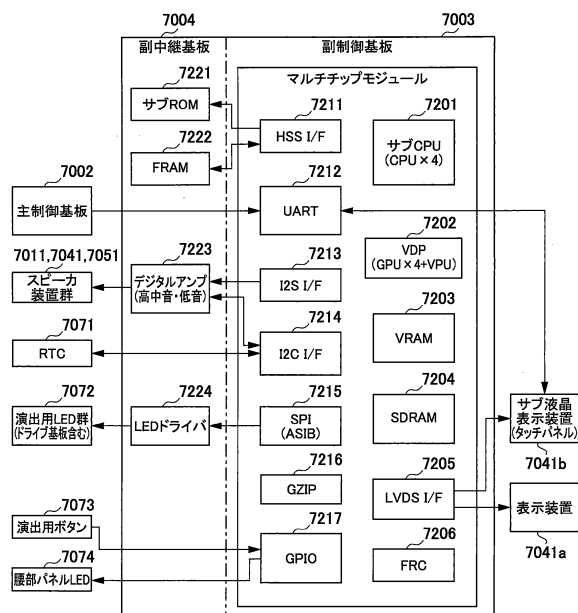 7004
7003
副中継基板
副制御基板
マルチチップモジュール
7221
サブROM
7211
HSS I/F
7201
サブCPU
(CPU×4)
7222
FRAM
7002
主制御基板
7212
UART
7202
VDP
(GPU×4+VPU)
7011,7041,7051
スピーカ
装置群
7223
デジタルアンプ
(高中音・低音)
7213
I2S I/F
7203
VRAM
7071
RTC
7214
I2C I/F
7204
SDRAM
7072
演出用LED群
(ドライブ基板含む)
7224
LEDドライバ
7215
SPI
(ASIB)
サブ液晶
表示装置
(タッチパネル)
7041b
7216
GZIP
7205
LVDS I/F
7073
演出用ボタン
7217
GPIO
表示装置
7041a
7074
腰部パネルLED
7206
FRC